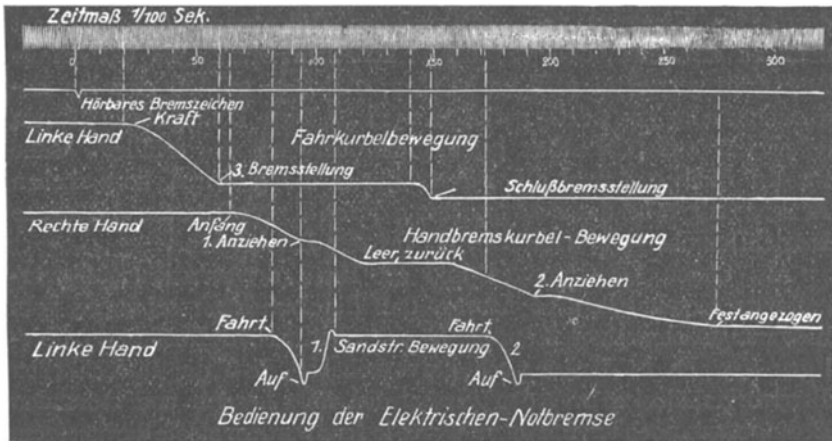 Zeitmaß 1/100 Sek.
0 50 100 150 200 250 300
Hörbares Bremszeichen
Kraft
Linke Hand
Fahrkurbelbewegung
3. Bremsstellung
Schlußbremsstellung
Rechte Hand
Anfang
1. Anziehen
Handbremskurbel-Bewegung
Leer, zurück
2. Anziehen
Festangezogen
Fahrt
Fahrt
Linke Hand
1.
Sandstr. Bewegung
2
Auf
Auf
Bedienung der Elektrischen-Notbremse